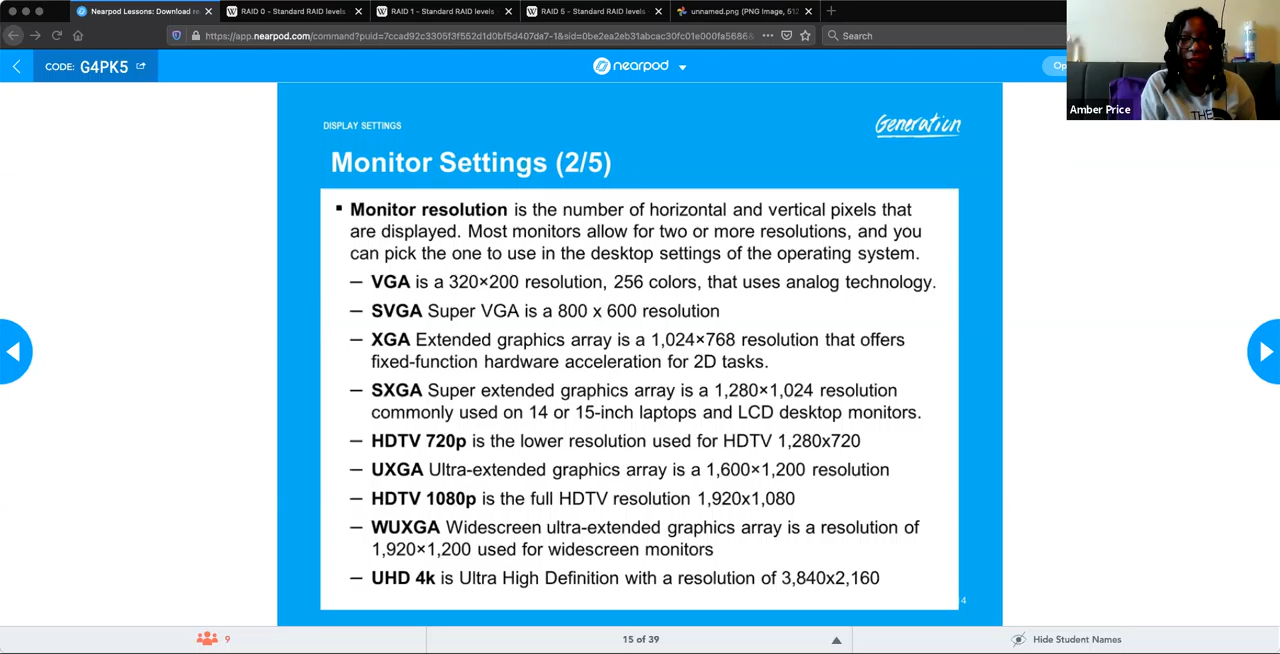 Nearpod Lessons: Download re
RAID 0 - Standard RAID levels
RAID 1 - Standard RAID levels
RAID 5 - Standard RAID levels
unnamed.png (PNG Image, 512
https://app.nearpod.com/command?puid=7ccad92c3305f3f552d1d0bf5d407da7-1&sid=0be2ea2eb31abcac30fc01e000fa5686&
Search
CODE: G4PK5
nearpod
Op
Amber Price
THE
DISPLAY SETTINGS
Generation
Monitor Settings (2/5)
▪ Monitor resolution is the number of horizontal and vertical pixels that
are displayed. Most monitors allow for two or more resolutions, and you
can pick the one to use in the desktop settings of the operating system.
– VGA is a 320×200 resolution, 256 colors, that uses analog technology.
– SVGA Super VGA is a 800 x 600 resolution
– XGA Extended graphics array is a 1,024×768 resolution that offers
fixed-function hardware acceleration for 2D tasks.
– SXGA Super extended graphics array is a 1,280×1,024 resolution
commonly used on 14 or 15-inch laptops and LCD desktop monitors.
– HDTV 720p is the lower resolution used for HDTV 1,280x720
– UXGA Ultra-extended graphics array is a 1,600×1,200 resolution
– HDTV 1080p is the full HDTV resolution 1,920x1,080
– WUXGA Widescreen ultra-extended graphics array is a resolution of
1,920×1,200 used for widescreen monitors
– UHD 4k is Ultra High Definition with a resolution of 3,840x2,160
4
9
15 of 39
Hide Student Names